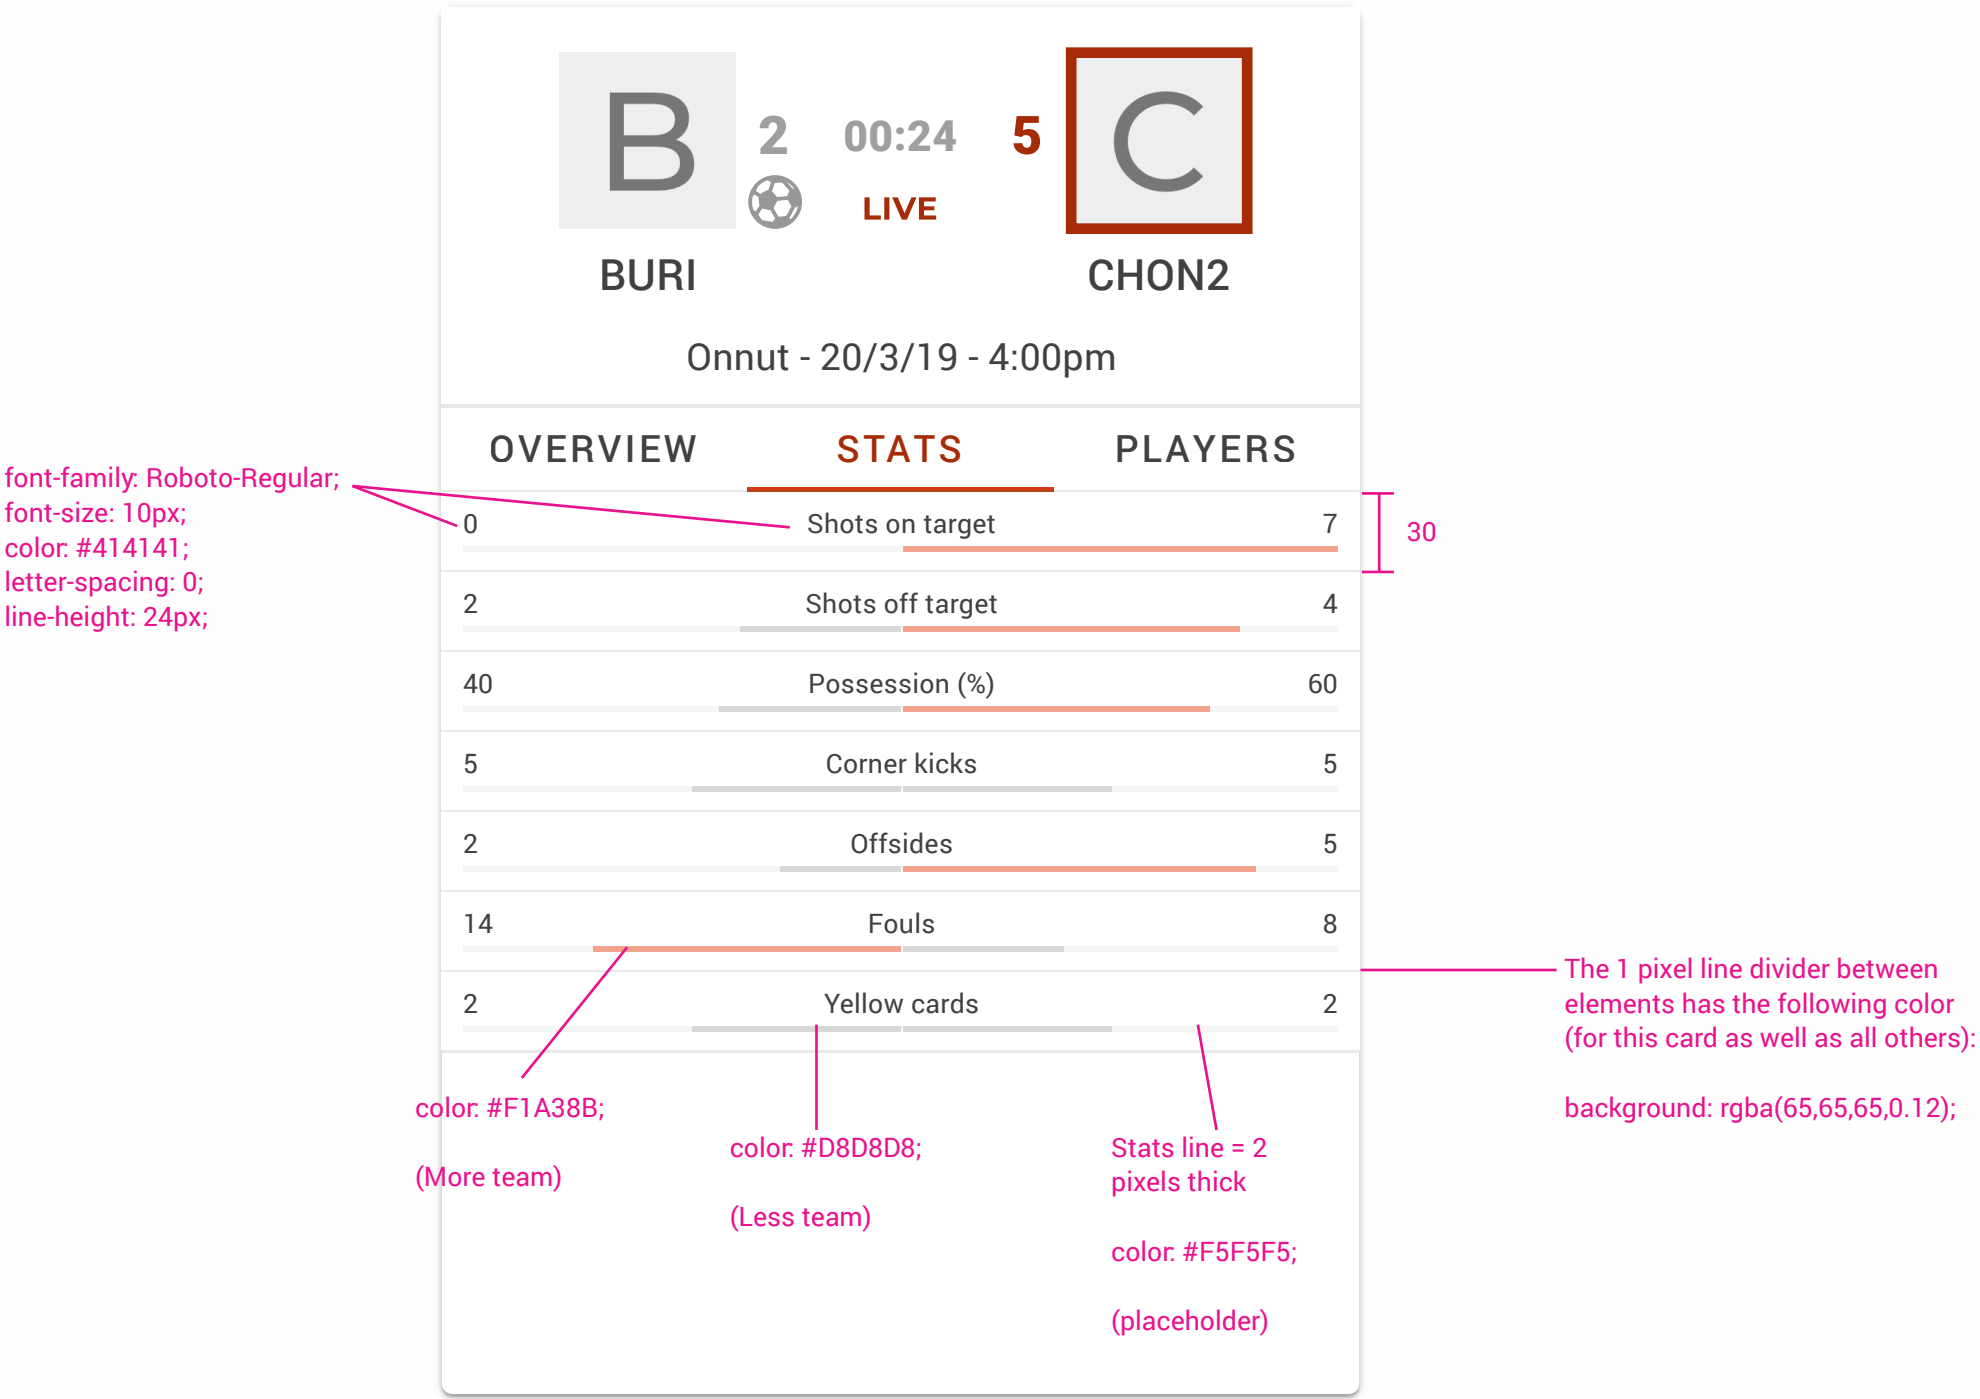 B
2
00:24
5
C
LIVE
BURI
CHON2
Onnut - 20/3/19 - 4:00pm
OVERVIEW
STATS
PLAYERS
font-family: Roboto-Regular;
font-size: 10px;
color: #414141;
letter-spacing: 0;
line-height: 24px;
0
Shots on target
7
30
2
Shots off target
4
40
Possession (%)
60
5
Corner kicks
5
2
Offsides
5
14
Fouls
8
2
Yellow cards
2
The 1 pixel line divider between
elements has the following color
(for this card as well as all others):
background: rgba(65,65,65,0.12);
color: #F1A38B;
(More team)
color: #D8D8D8;
(Less team)
Stats line = 2
pixels thick
color: #F5F5F5;
(placeholder)